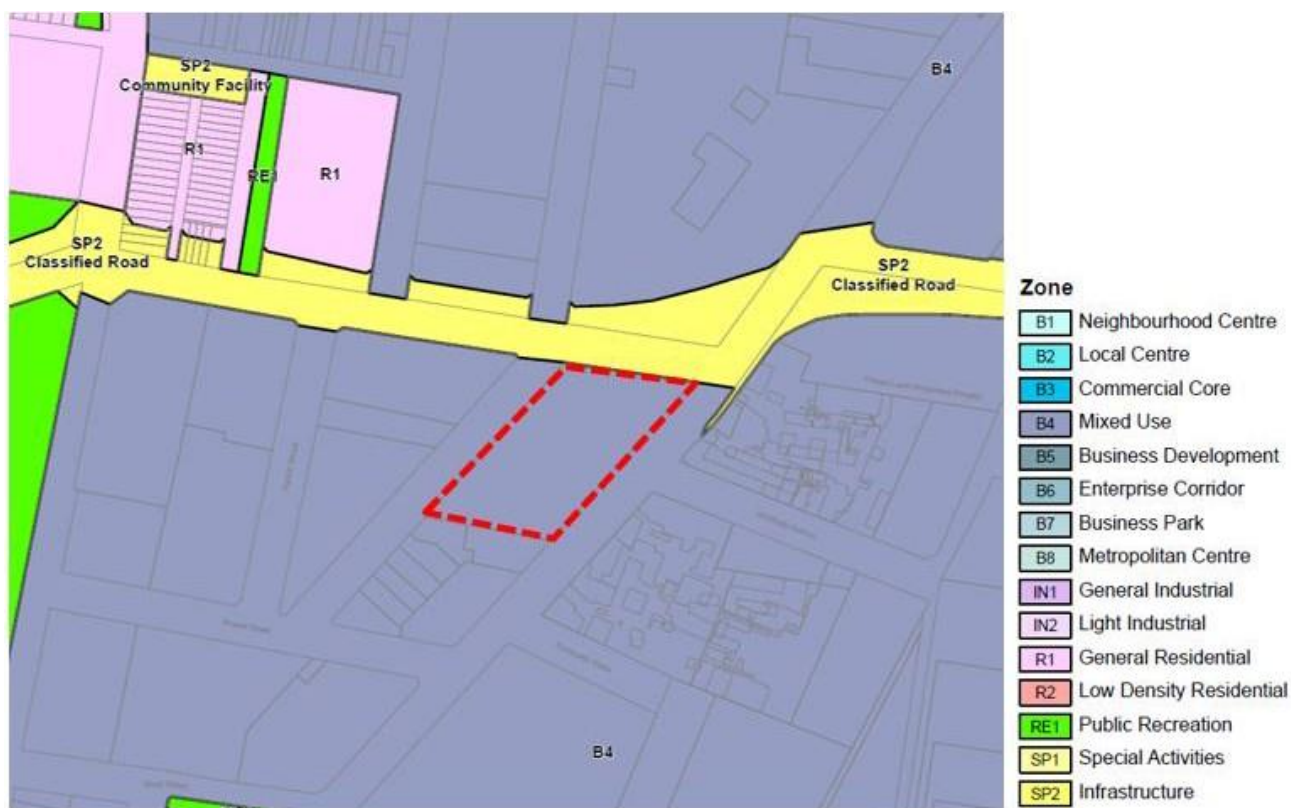 SP2
Community Facility
B4
R1
RE1
R1
SP2
Classified Road
SP2
Classified Road
B4
Zone
B1 Neighbourhood Centre
B2 Local Centre
B3 Commercial Core
B4 Mixed Use
B5 Business Development
B6 Enterprise Corridor
B7 Business Park
B8 Metropolitan Centre
IN1 General Industrial
IN2 Light Industrial
R1 General Residential
R2 Low Density Residential
RE1 Public Recreation
SP1 Special Activities
SP2 Infrastructure